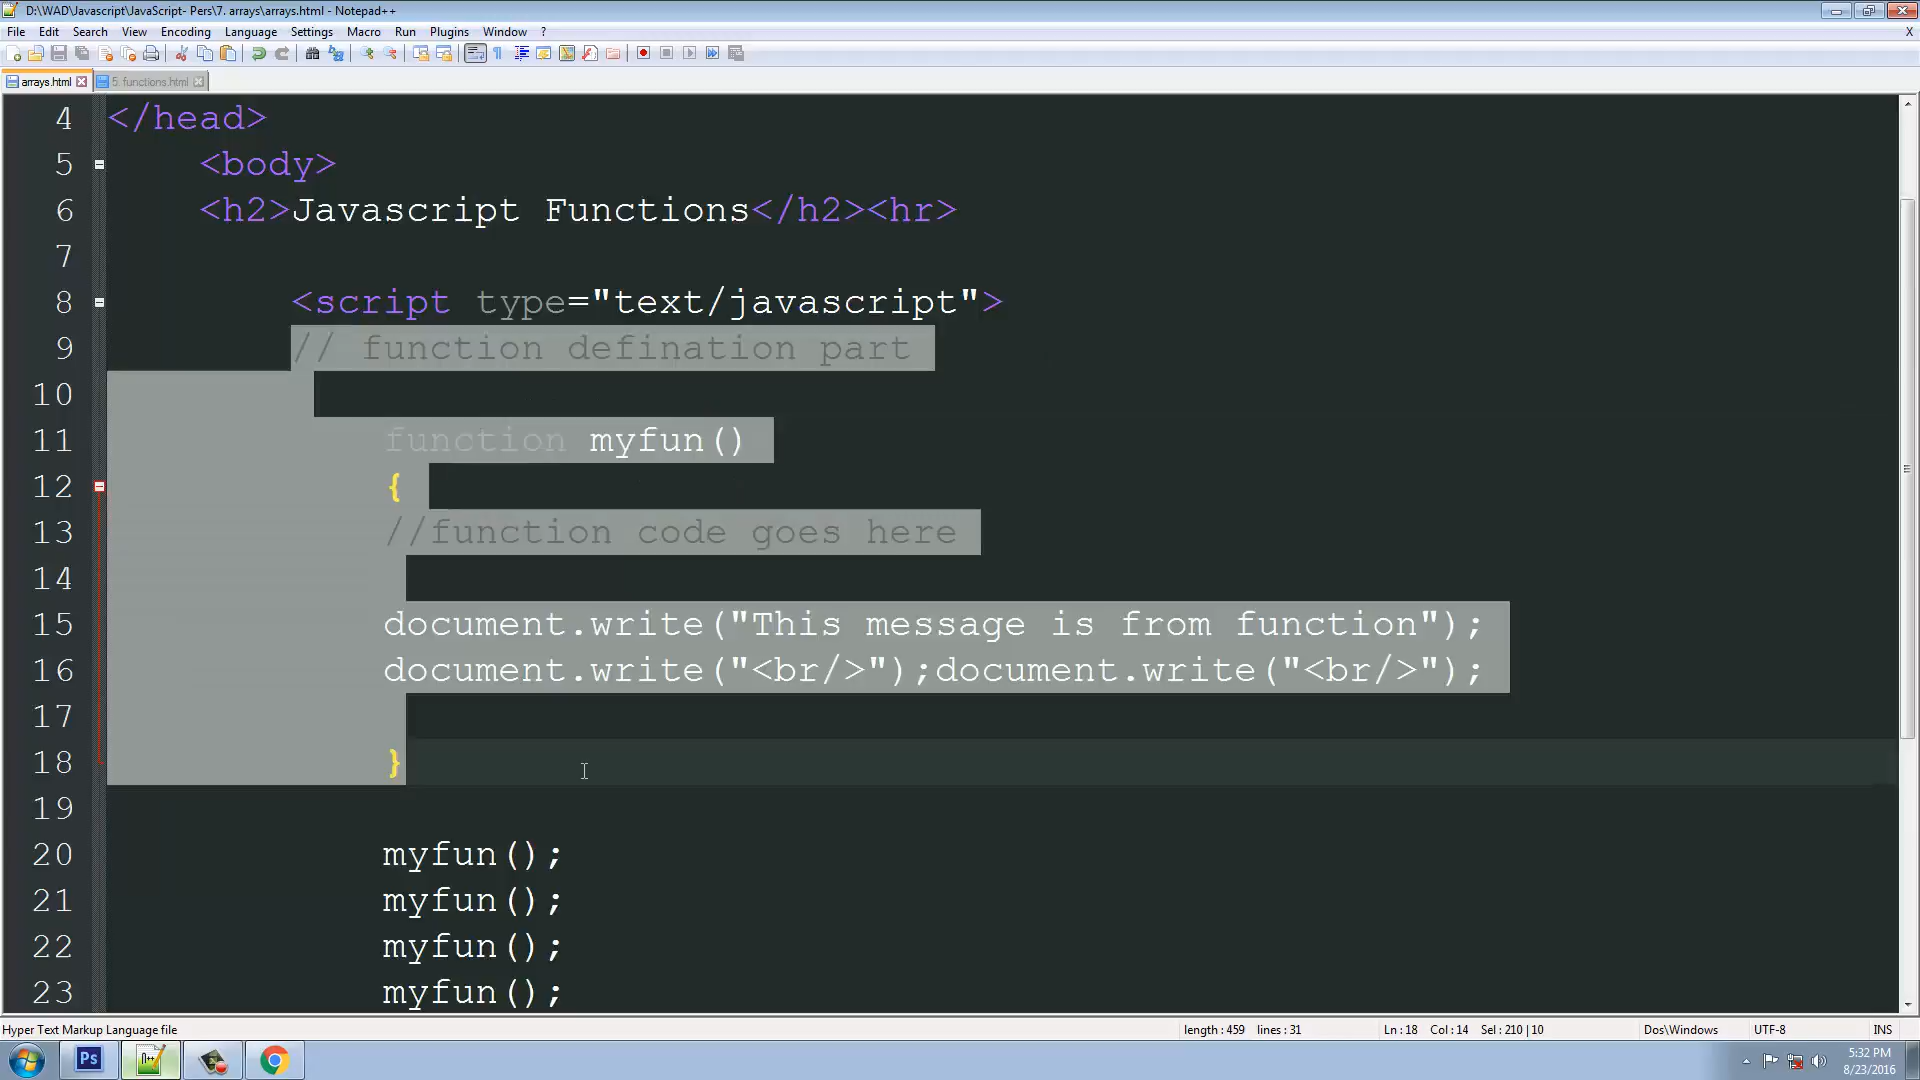 D:\WAD\Javascript\JavaScript- Pers\7. arrays\arrays.html - Notepad++
File Edit Search View Encoding Language Settings Macro Run Plugins Window ?
X
arrays.html 5. functions.html
4 </head>
5 <body>
6 <h2>Javascript Functions</h2><hr>
7
8 <script type="text/javascript">
9 // function defination part
10
11 function myfun()
12 {
13 //function code goes here
14
15 document.write("This message is from function");
16 document.write("<br/>");document.write("<br/>");
17
18 }
19
20 myfun();
21 myfun();
22 myfun();
23 myfun();
Hyper Text Markup Language file length : 459 lines : 31 Ln : 18 Col : 14 Sel : 210 | 10 Dos\Windows UTF-8 INS
Ps
5:32 PM
8/23/2016